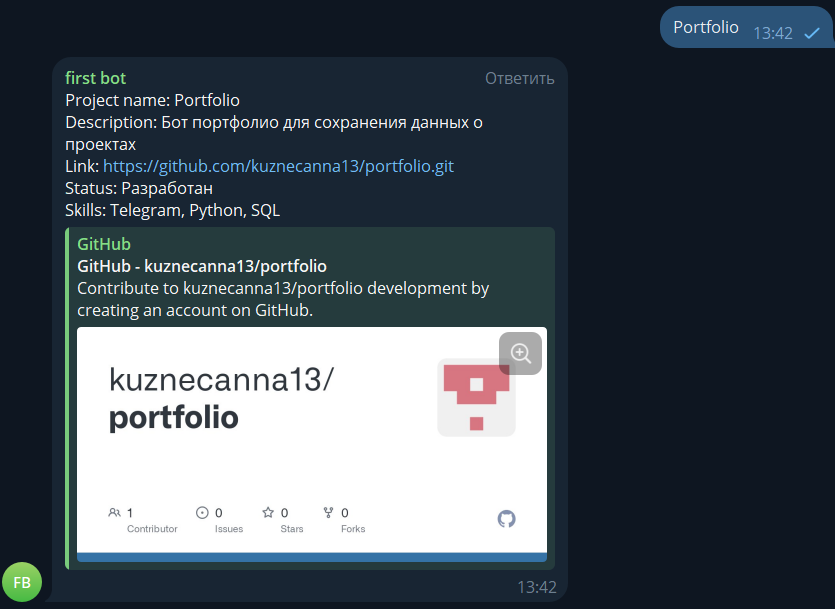 Portfolio 13:42
first bot Ответить
Project name: Portfolio
Description: Бот портфолио для сохранения данных о
проектах
Link: https://github.com/kuznecanna13/portfolio.git
Status: Разработан
Skills: Telegram, Python, SQL
GitHub
GitHub - kuznecanna13/portfolio
Contribute to kuznecanna13/portfolio development by
creating an account on GitHub.
kuznecanna13/
portfolio
1 0 0 0
Contributor Issues Stars Forks
FB 13:42